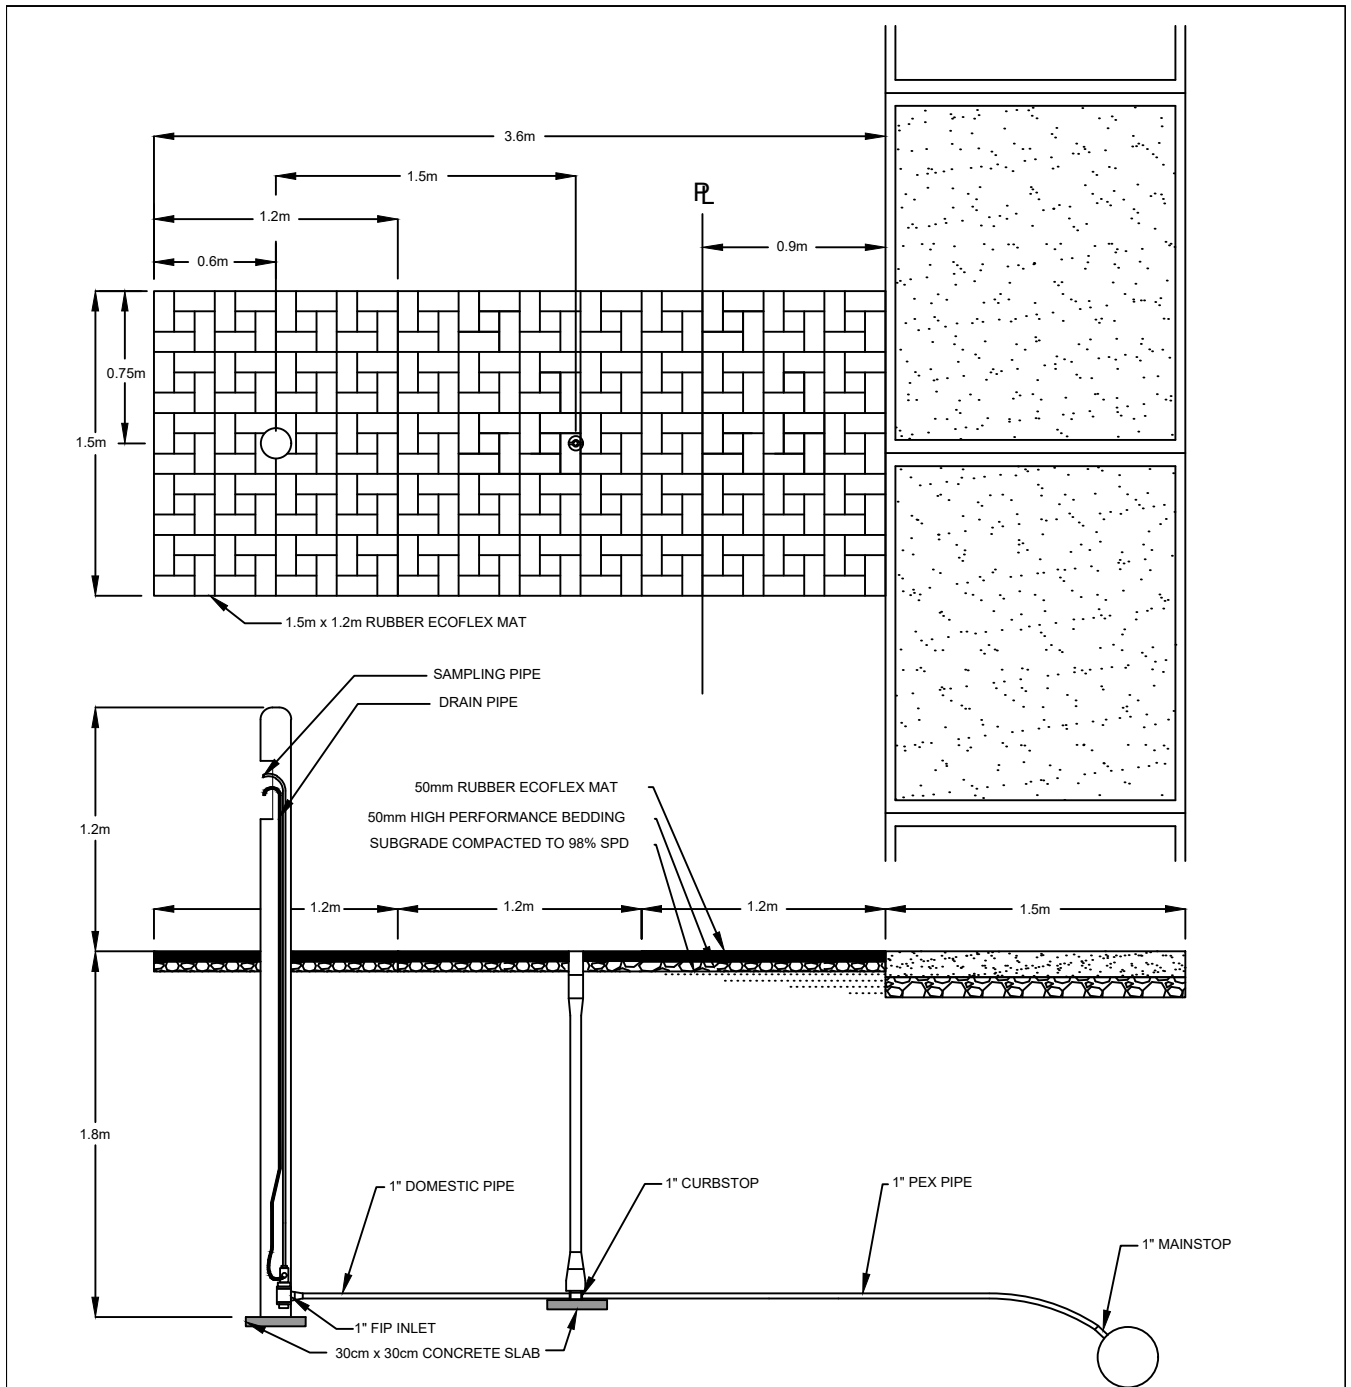 3.6m
1.5m
PL
1.2m
0.9m
0.6m
0.75m
1.5m
1.5m x 1.2m RUBBER ECOFLEX MAT
SAMPLING PIPE
DRAIN PIPE
50mm RUBBER ECOFLEX MAT
50mm HIGH PERFORMANCE BEDDING
1.2m
SUBGRADE COMPACTED TO 98% SPD
1.2m
1.2m
1.2m
1.5m
1.8m
1" DOMESTIC PIPE
1" CURBSTOP
1" PEX PIPE
1" MAINSTOP
1" FIP INLET
30cm x 30cm CONCRETE SLAB